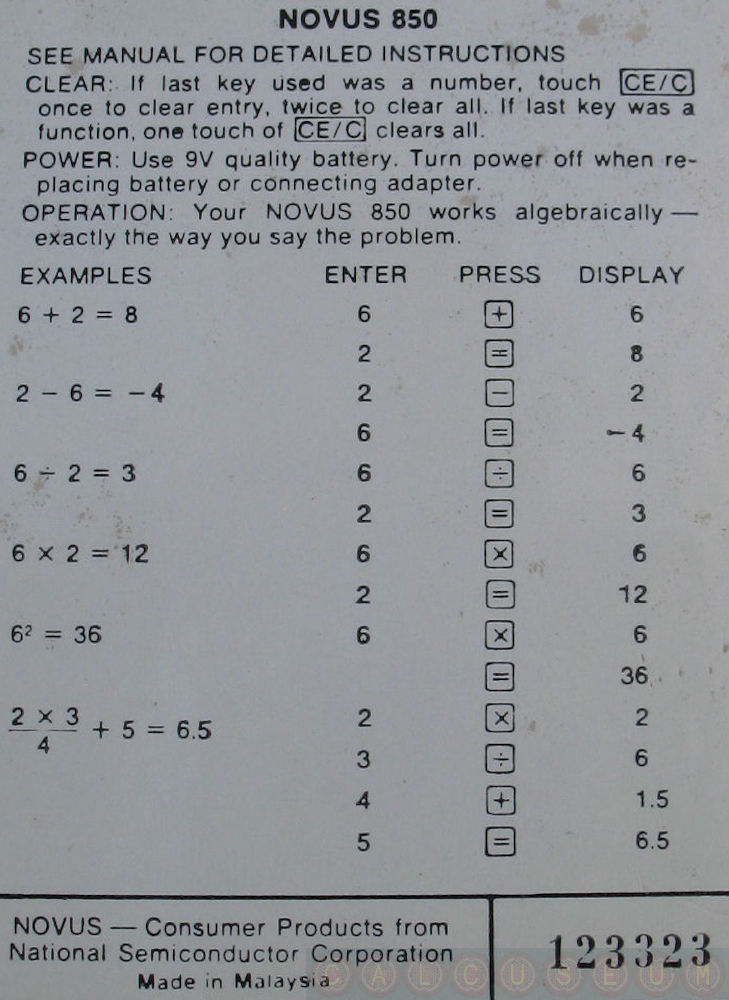 NOVUS 850
SEE MANUAL FOR DETAILED INSTRUCTIONS
CLEAR: If last key used was a number, touch CE/C
once to clear entry, twice to clear all. If last key was a
function, one touch of CE/C clears all.
POWER: Use 9V quality battery. Turn power off when re-
placing battery or connecting adapter.
OPERATION: Your NOVUS 850 works algebraically —
exactly the way you say the problem.
EXAMPLES ENTER PRESS DISPLAY
6 + 2 = 8 6 + 6
2 = 8
2 − 6 = −4 2 − 2
6 = −4
6 ÷ 2 = 3 6 ÷ 6
2 = 3
6 × 2 = 12 6 × 6
2 = 12
6² = 36 6 × 6
= 36
2 × 3 / 4 + 5 = 6.5 2 × 2
3 ÷ 6
4 + 1.5
5 = 6.5
NOVUS — Consumer Products from
National Semiconductor Corporation
Made in Malaysia
123323
CALCUSEUM